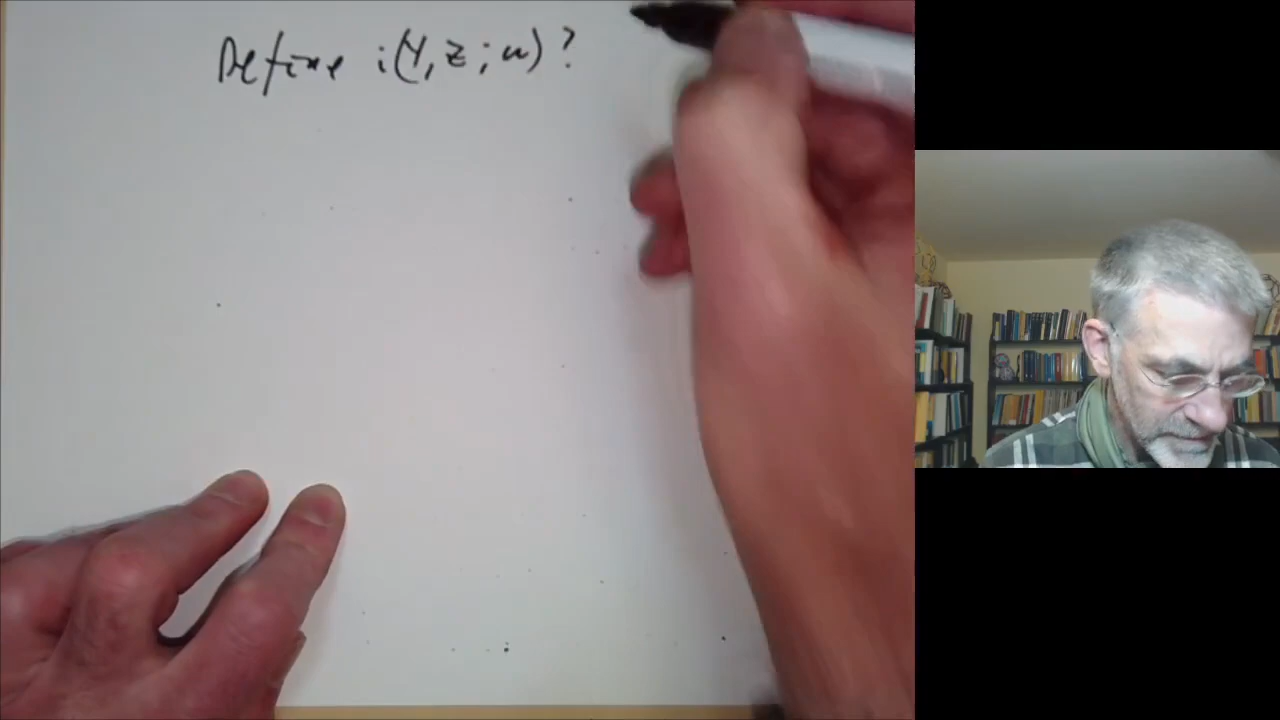 Define i(Y, Z; w) ?